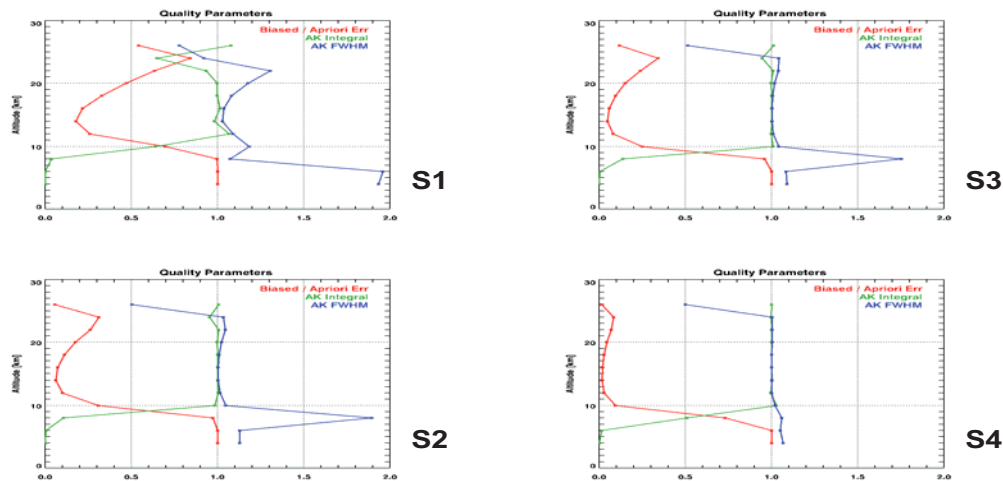 Quality Parameters
30
Biased / Apriori Err
AK Integral
AK FWHM
20
Altitude [km]
10
0
0.0 0.5 1.0 1.5 2.0
S1
Quality Parameters
30
Biased / Apriori Err
AK Integral
AK FWHM
20
Altitude [km]
10
0
0.0 0.5 1.0 1.5 2.0
S3
Quality Parameters
30
Biased / Apriori Err
AK Integral
AK FWHM
20
Altitude [km]
10
0
0.0 0.5 1.0 1.5 2.0
S2
Quality Parameters
30
Biased / Apriori Err
AK Integral
AK FWHM
20
Altitude [km]
10
0
0.0 0.5 1.0 1.5 2.0
S4